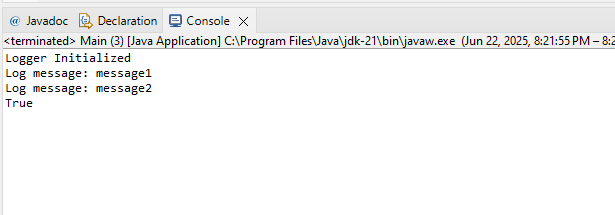 @ Javadoc Declaration Console
<terminated> Main (3) [Java Application] C:\Program Files\Java\jdk-21\bin\javaw.exe (Jun 22, 2025, 8:21:55 PM – 8:2
Logger Initialized
Log message: message1
Log message: message2
True